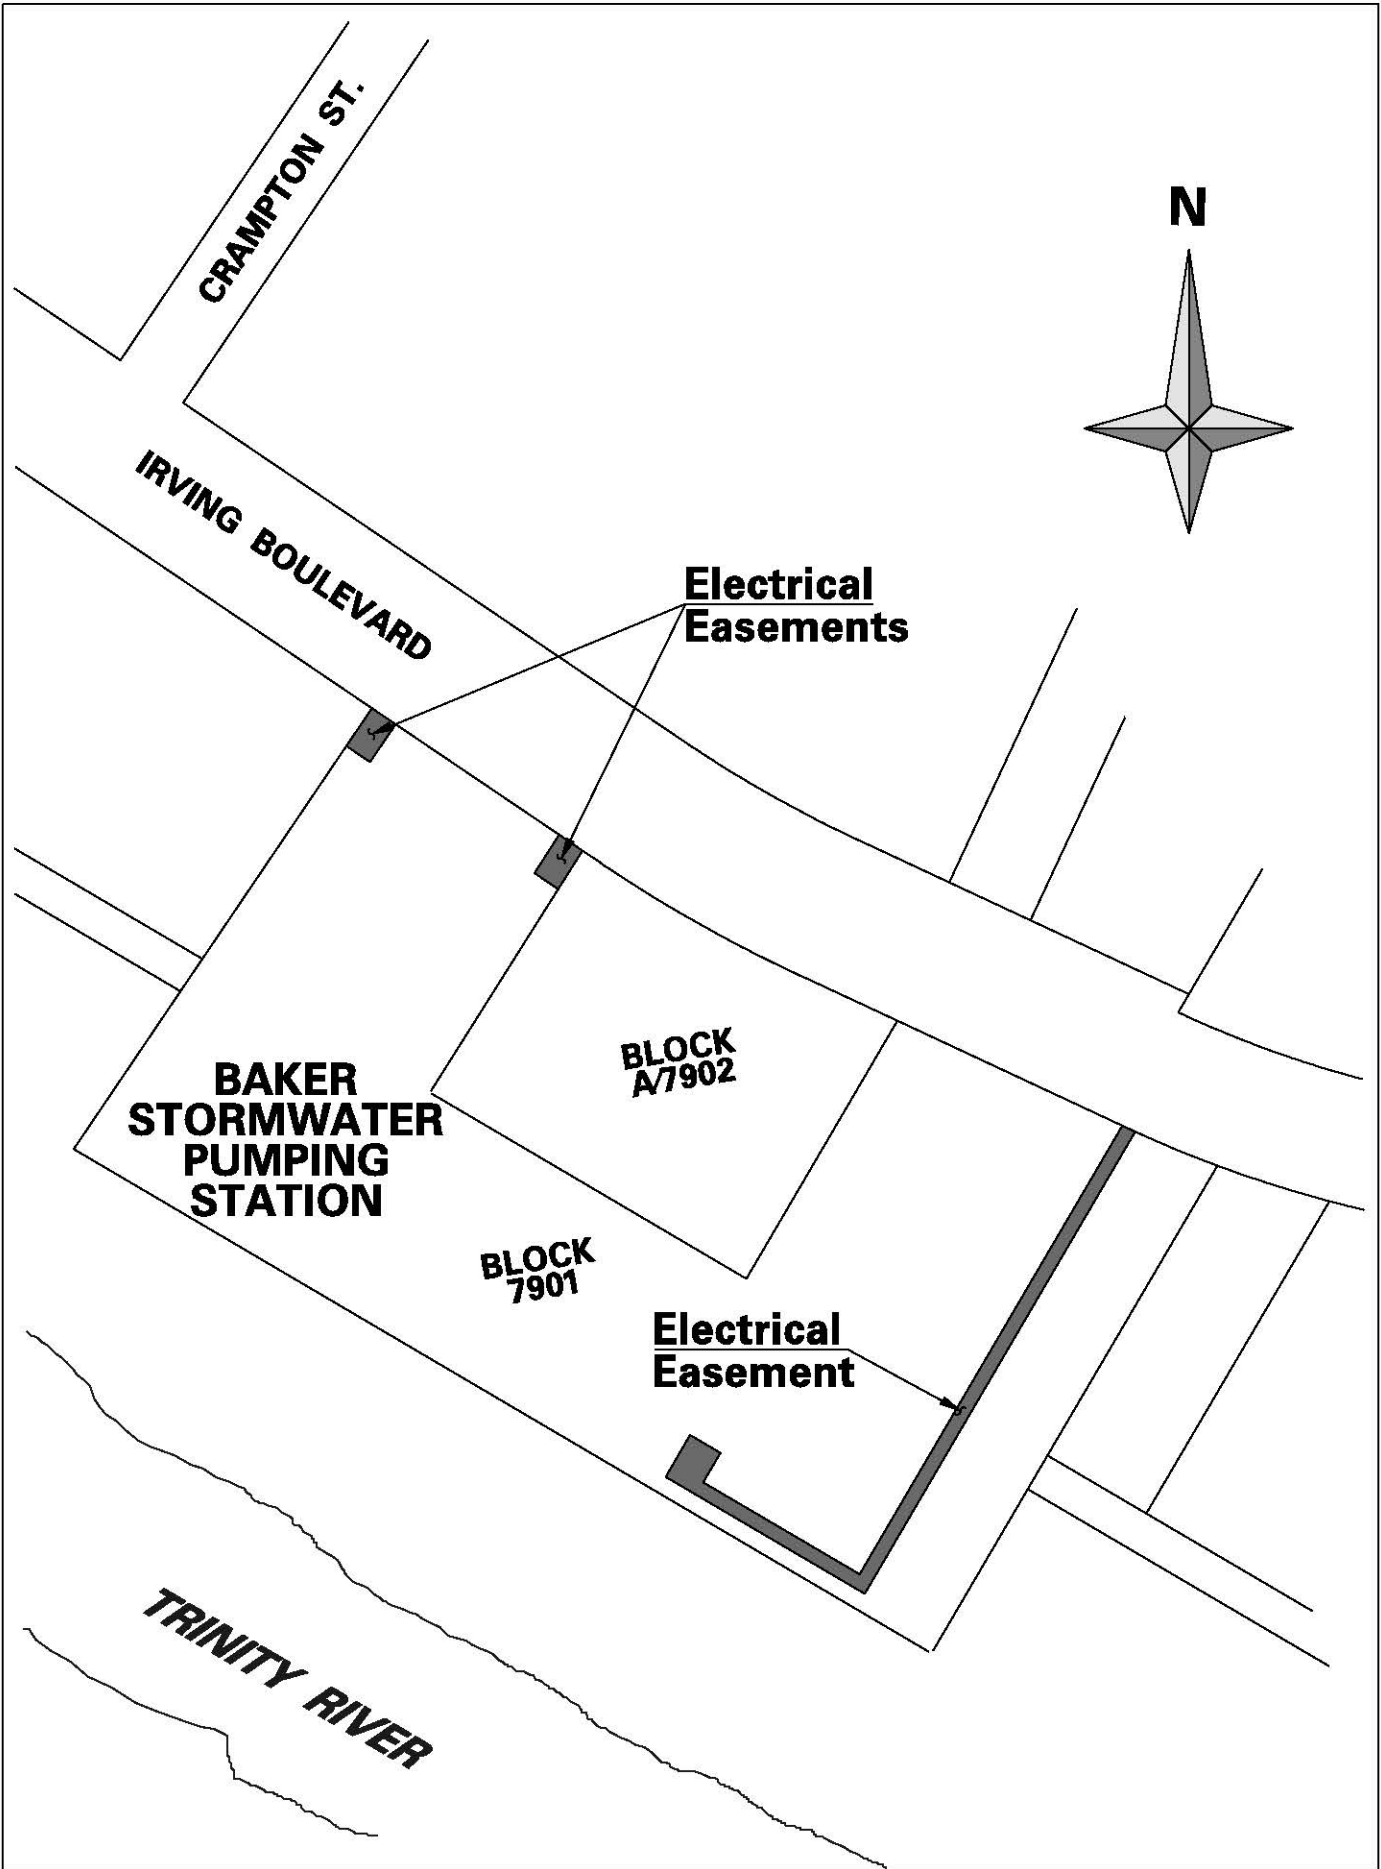 CRAMPTON ST.
N
IRVING BOULEVARD
Electrical
Easements
BLOCK
A/7902
BAKER
STORMWATER
PUMPING
STATION
BLOCK
7901
Electrical
Easement
TRINITY RIVER